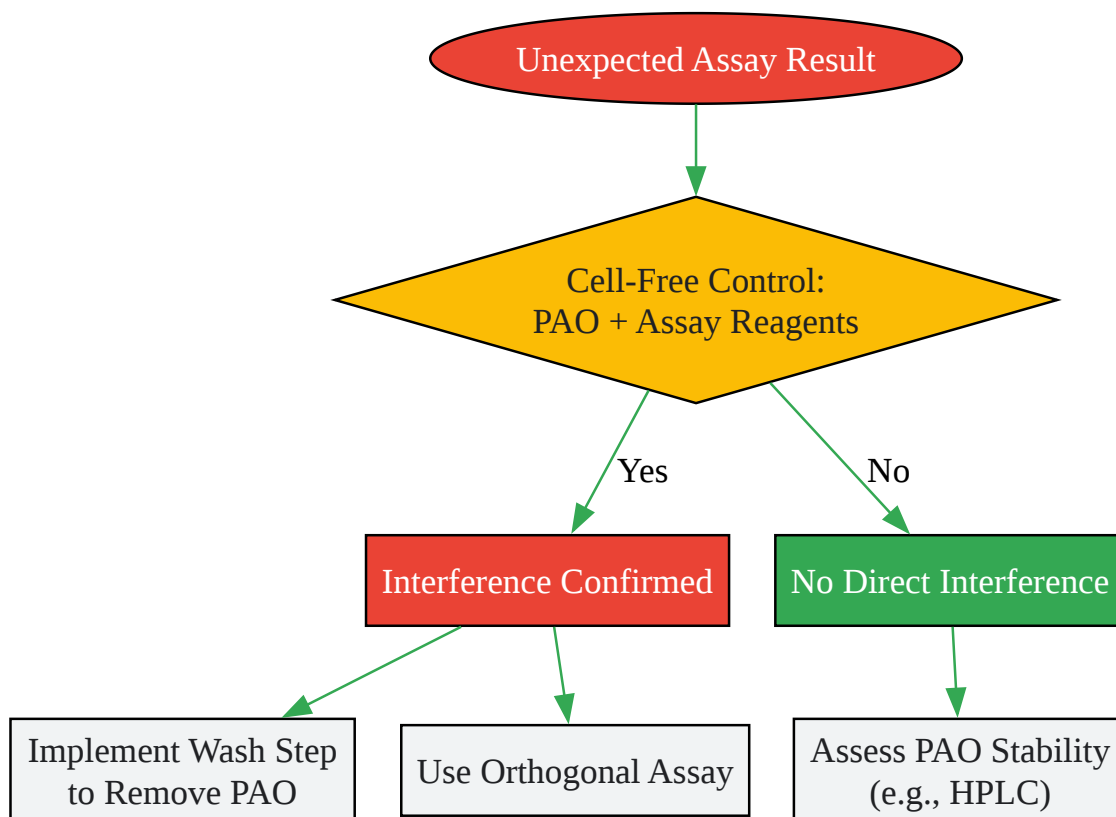 Unexpected Assay Result
Cell-Free Control:
PAO + Assay Reagents
Yes
No
Interference Confirmed
No Direct Interference
Implement Wash Step
to Remove PAO
Use Orthogonal Assay
Assess PAO Stability
(e.g., HPLC)